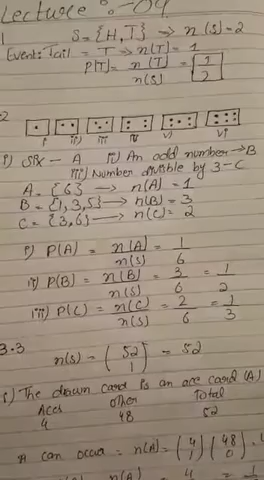 Lecture :- 04
1 S = {H, T} → n(S) = 2
Event: Tail = T → n(T) = 1
P(T) = n(T) / n(S) = 1/2
2
i ii) iii) iv v) vi
i) Six - A ii) An odd number → B
iii) Number divisible by 3 - C
A = {6} → n(A) = 1
B = {1, 3, 5} → n(B) = 3
C = {3, 6} → n(C) = 2
i) P(A) = n(A) / n(S) = 1/6
ii) P(B) = n(B) / n(S) = 3/6 = 1/2
iii) P(C) = n(C) / n(S) = 2/6 = 1/3
3.3 n(S) = (52 1) = 52
i) The drawn card is an ace card (A)
Aces Other Total
4 48 52
A can occur = n(A) = (4 1) (48 0) =
n(A) 4